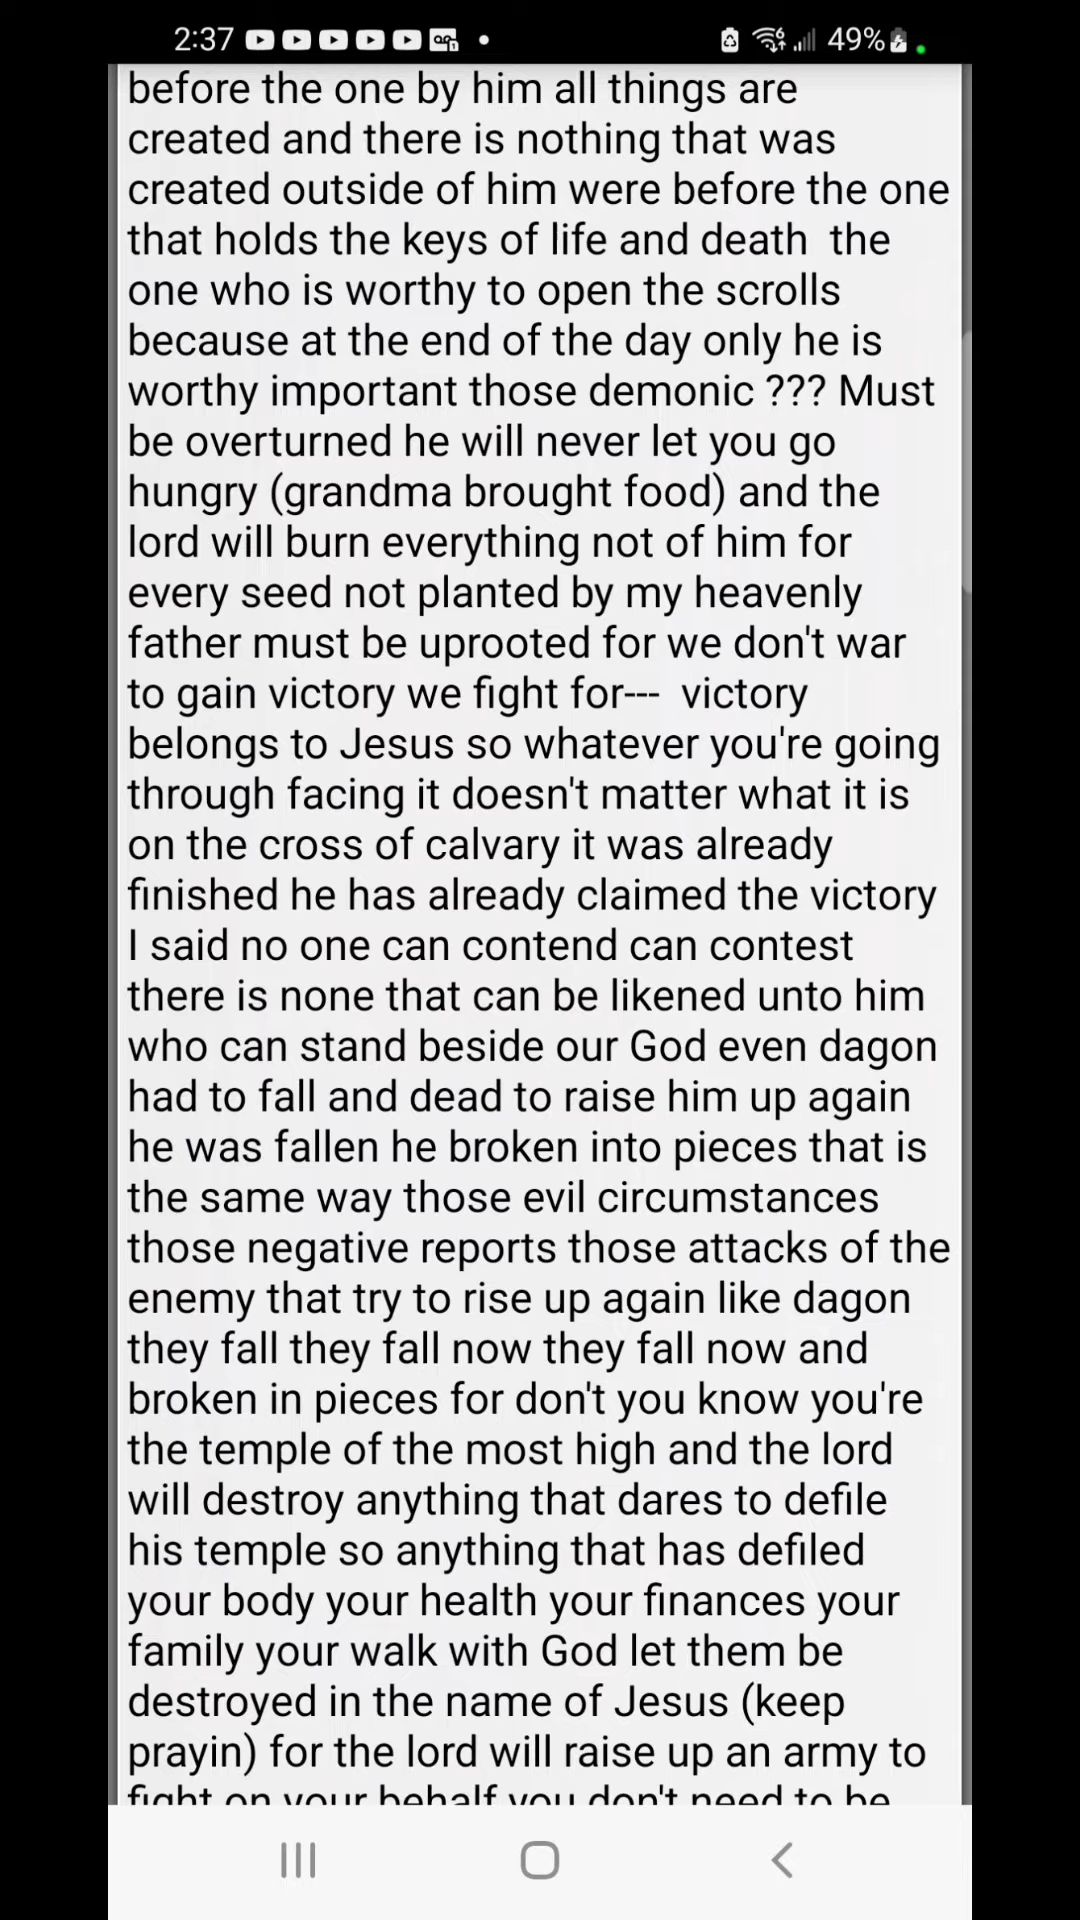 2:37
49%
before the one by him all things are
created and there is nothing that was
created outside of him were before the one
that holds the keys of life and death  the
one who is worthy to open the scrolls
because at the end of the day only he is
worthy important those demonic ??? Must
be overturned he will never let you go
hungry (grandma brought food) and the
lord will burn everything not of him for
every seed not planted by my heavenly
father must be uprooted for we don't war
to gain victory we fight for---  victory
belongs to Jesus so whatever you're going
through facing it doesn't matter what it is
on the cross of calvary it was already
finished he has already claimed the victory
I said no one can contend can contest
there is none that can be likened unto him
who can stand beside our God even dagon
had to fall and dead to raise him up again
he was fallen he broken into pieces that is
the same way those evil circumstances
those negative reports those attacks of the
enemy that try to rise up again like dagon
they fall they fall now they fall now and
broken in pieces for don't you know you're
the temple of the most high and the lord
will destroy anything that dares to defile
his temple so anything that has defiled
your body your health your finances your
family your walk with God let them be
destroyed in the name of Jesus (keep
prayin) for the lord will raise up an army to
fight on your behalf you don't need to be